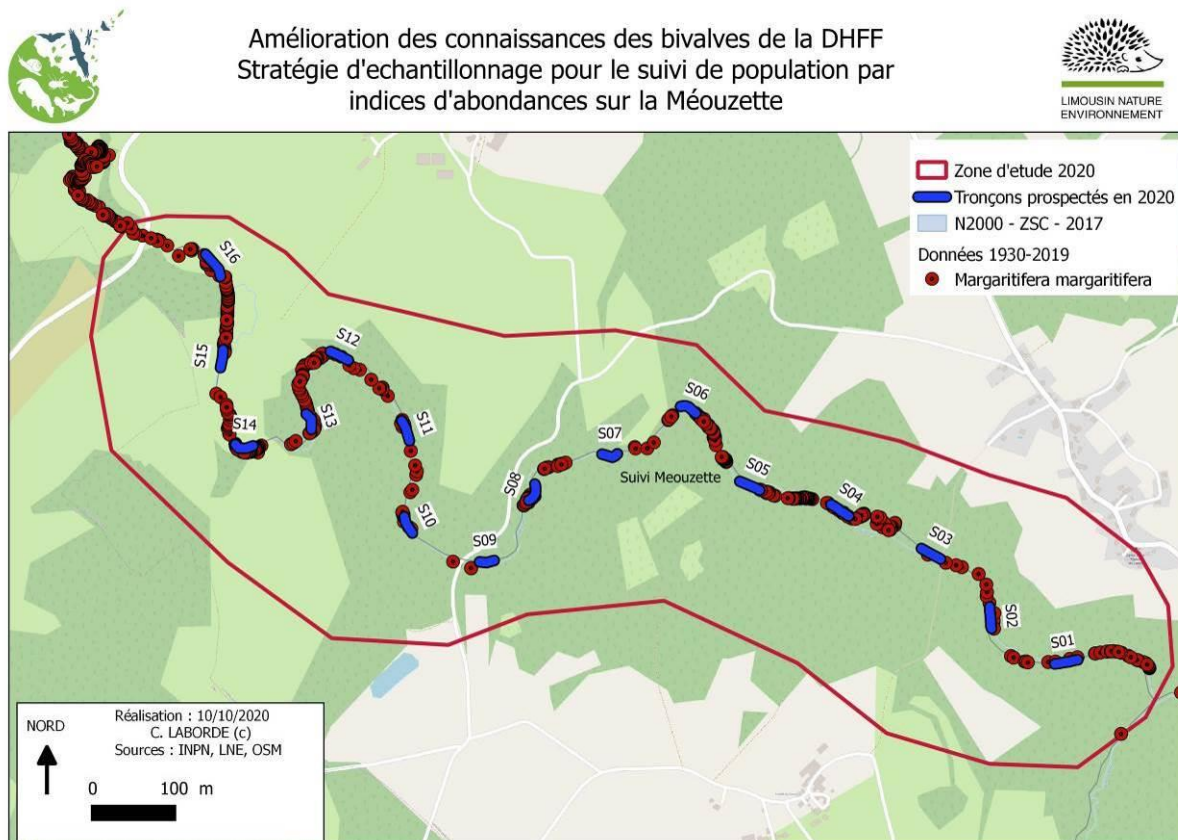 Amélioration des connaissances des bivalves de la DHFF
Stratégie d'echantillonnage pour le suivi de population par
indices d'abondances sur la Méouzette
LIMOUSIN NATURE
ENVIRONNEMENT
Zone d'etude 2020
Tronçons prospectés en 2020
N2000 - ZSC - 2017
Données 1930-2019
Margaritifera margaritifera
S16
S15
S14
S13
S12
S11
S10
S09
S08
S07
S06
Suivi Meouzette
S05
S04
S03
S02
S01
NORD
Réalisation : 10/10/2020
C. LABORDE (c)
Sources : INPN, LNE, OSM
0 100 m